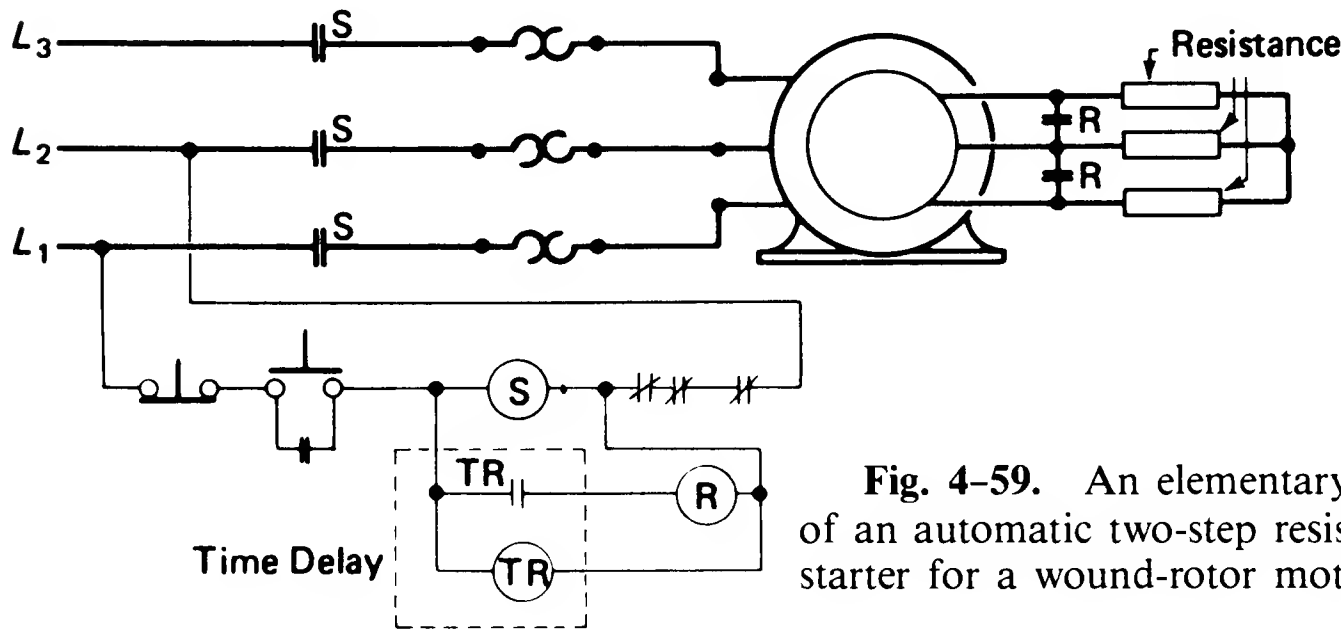 L3
S
Resistance
L2
S
R
L1
S
R
S
TR
R
Time Delay
TR
Fig. 4–59. An elementary
of an automatic two-step resis
starter for a wound-rotor mot